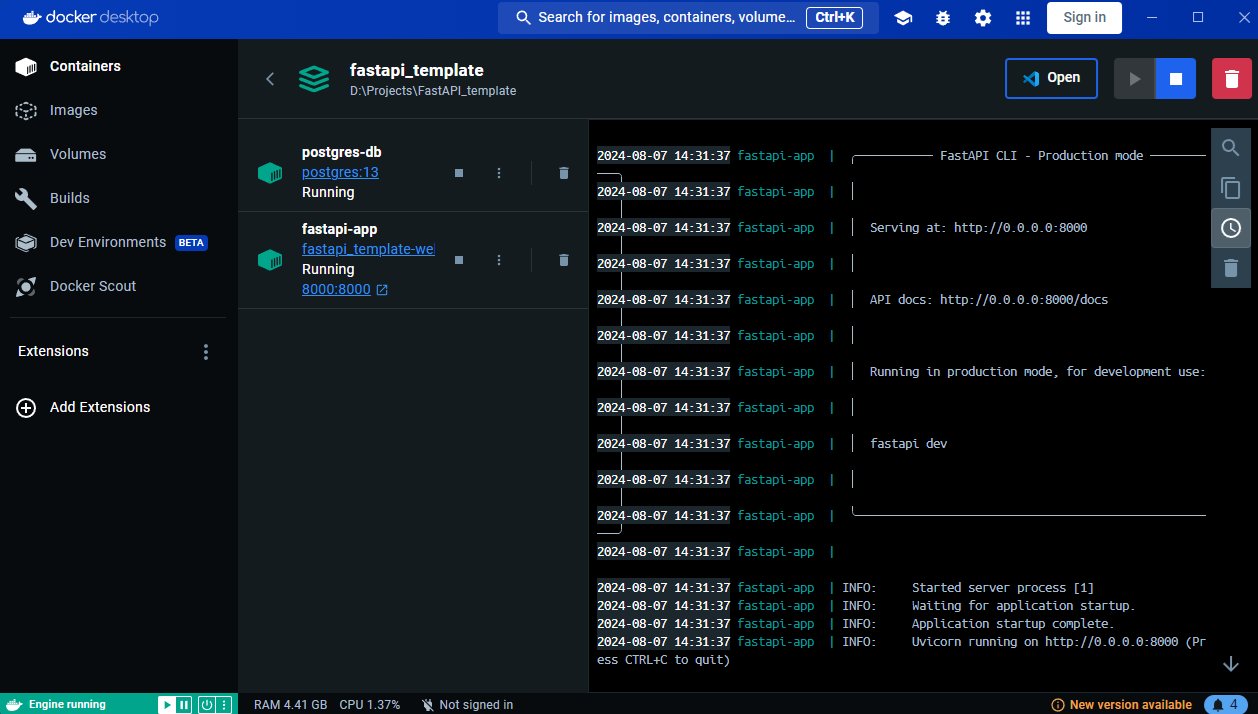 docker desktop
Search for images, containers, volume...
Ctrl+K
Sign in
Containers
Images
Volumes
Builds
Dev Environments BETA
Docker Scout
Extensions
Add Extensions
fastapi_template
D:\Projects\FastAPI_template
Open
postgres-db
postgres:13
Running
fastapi-app
fastapi_template-wel
Running
8000:8000
2024-08-07 14:31:37 fastapi-app | FastAPI CLI - Production mode
2024-08-07 14:31:37 fastapi-app |
2024-08-07 14:31:37 fastapi-app | Serving at: http://0.0.0.0:8000
2024-08-07 14:31:37 fastapi-app |
2024-08-07 14:31:37 fastapi-app | API docs: http://0.0.0.0:8000/docs
2024-08-07 14:31:37 fastapi-app |
2024-08-07 14:31:37 fastapi-app | Running in production mode, for development use:
2024-08-07 14:31:37 fastapi-app |
2024-08-07 14:31:37 fastapi-app | fastapi dev
2024-08-07 14:31:37 fastapi-app |
2024-08-07 14:31:37 fastapi-app |
2024-08-07 14:31:37 fastapi-app |
2024-08-07 14:31:37 fastapi-app | INFO: Started server process [1]
2024-08-07 14:31:37 fastapi-app | INFO: Waiting for application startup.
2024-08-07 14:31:37 fastapi-app | INFO: Application startup complete.
2024-08-07 14:31:37 fastapi-app | INFO: Uvicorn running on http://0.0.0.0:8000 (Pr
ess CTRL+C to quit)
Engine running
RAM 4.41 GB CPU 1.37% Not signed in
New version available
4